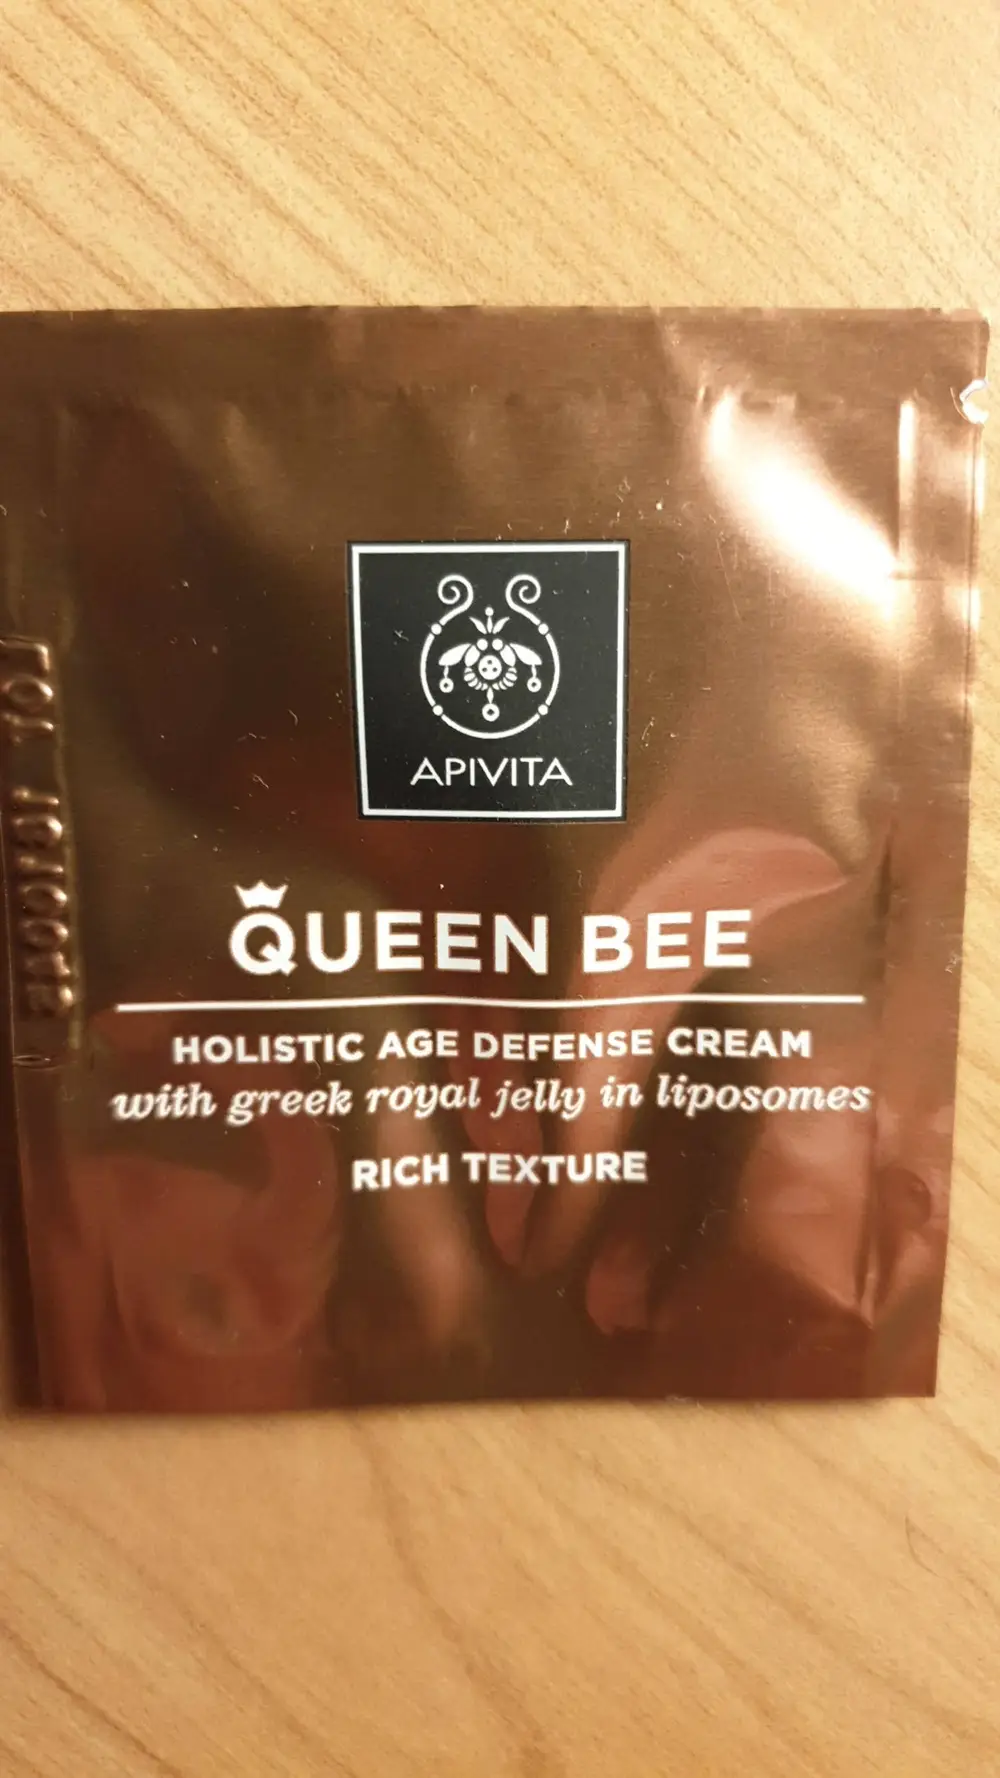 APIVITA
QUEEN BEE
HOLISTIC AGE DEFENSE CREAM
with greek royal jelly in liposomes
RICH TEXTURE